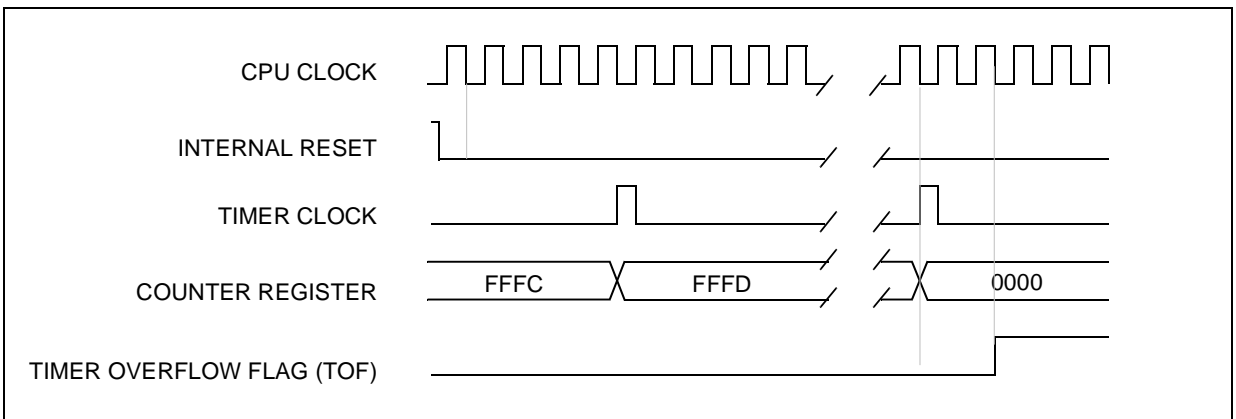 CPU CLOCK
INTERNAL RESET
TIMER CLOCK
COUNTER REGISTER FFFC FFFD 0000
TIMER OVERFLOW FLAG (TOF)